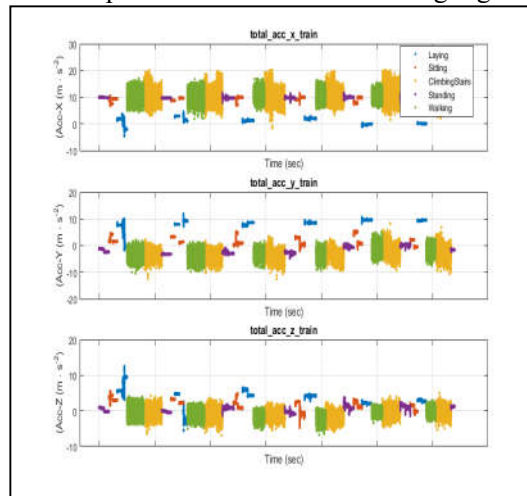 total_acc_x_train
30
20
10
0
-10
(Acc-X (m · s⁻²)
Laying
Sitting
ClimbingStairs
Standing
Walking
Time (sec)
total_acc_y_train
20
10
0
-10
-20
(Acc-Y (m · s⁻²)
Time (sec)
total_acc_z_train
20
10
0
-10
(Acc-Z (m · s⁻²)
Time (sec)